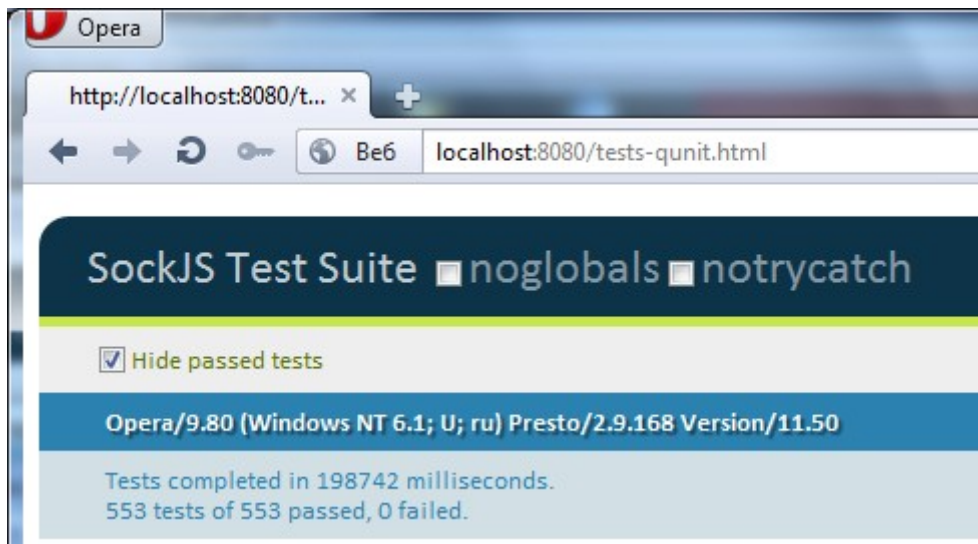 Opera
http://localhost:8080/t...
Веб localhost:8080/tests-qunit.html
SockJS Test Suite noglobals notrycatch
Hide passed tests
Opera/9.80 (Windows NT 6.1; U; ru) Presto/2.9.168 Version/11.50
Tests completed in 198742 milliseconds.
553 tests of 553 passed, 0 failed.